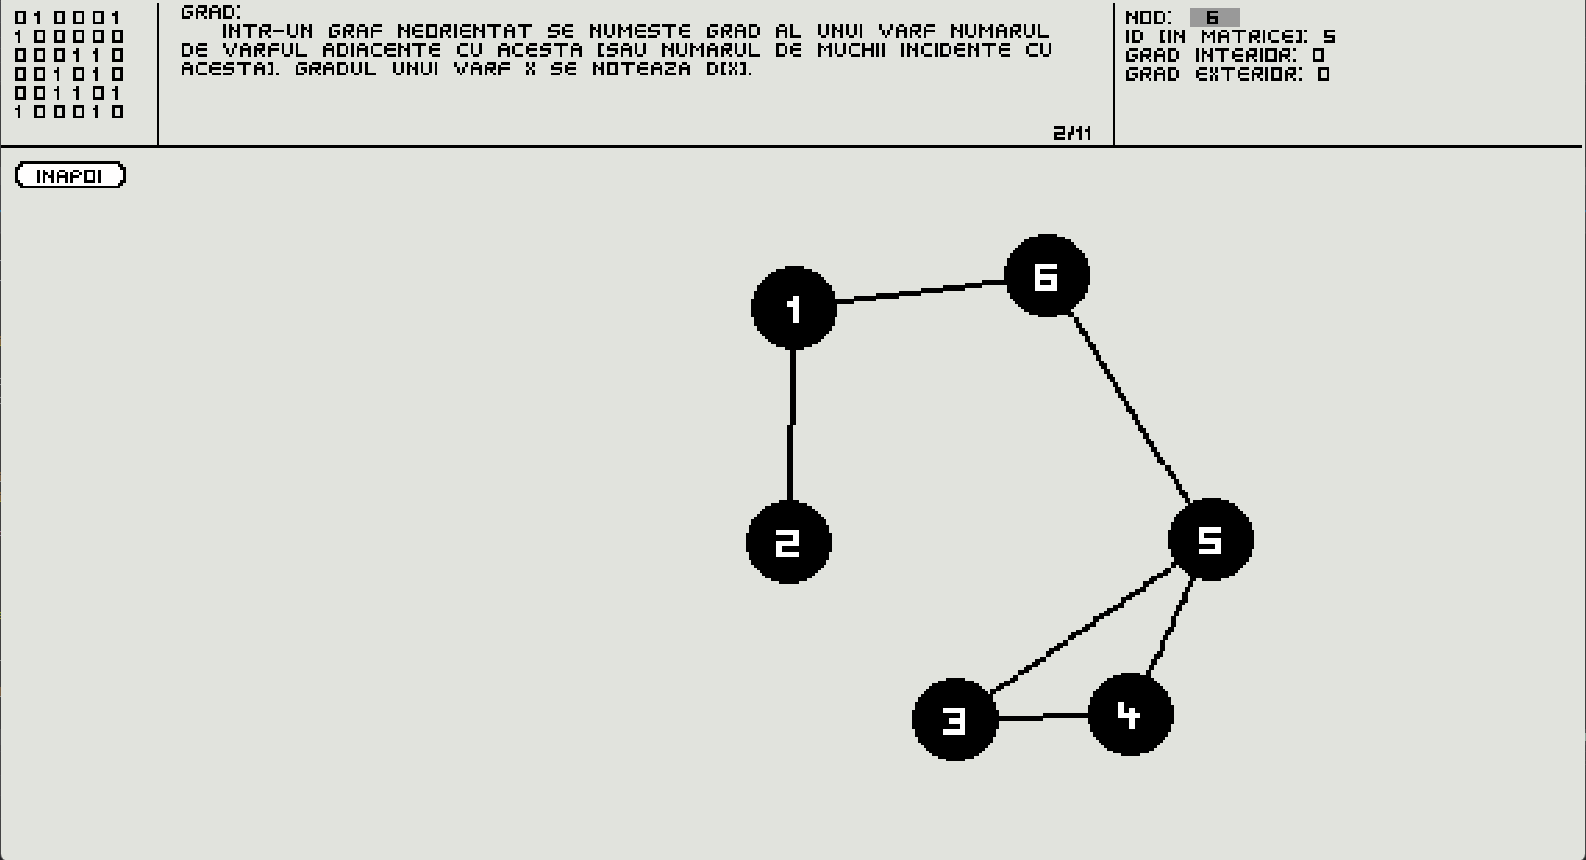 0 1 0 0 0 1
1 0 0 0 0 0
0 0 0 1 1 0
0 0 1 0 1 0
0 0 1 1 0 1
1 0 0 0 1 0
GRAD:
INTR-UN GRAF NEORIENTAT SE NUMESTE GRAD AL UNUI VARF NUMARUL
DE VARFUL ADIACENTE CU ACESTA [SAU NUMARUL DE MUCHII INCIDENTE CU
ACESTA]. GRADUL UNUI VARF X SE NOTEAZA D[X].
2/11
NOD: 6
ID [IN MATRICE]: 5
GRAD INTERIOR: 0
GRAD EXTERIOR: 0
INAPOI
6
1
2
5
3
4